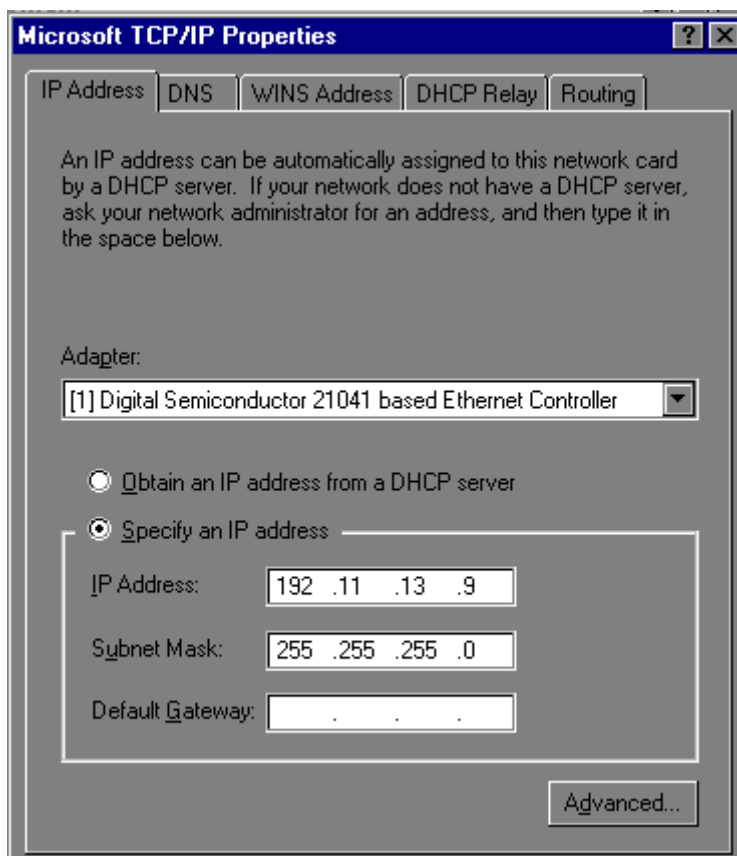 Microsoft TCP/IP Properties
IP Address DNS WINS Address DHCP Relay Routing
An IP address can be automatically assigned to this network card
by a DHCP server. If your network does not have a DHCP server,
ask your network administrator for an address, and then type it in
the space below.
Adapter:
[1] Digital Semiconductor 21041 based Ethernet Controller
Obtain an IP address from a DHCP server
Specify an IP address
IP Address: 192 .11 .13 .9
Subnet Mask: 255 .255 .255 .0
Default Gateway: . . .
Advanced...